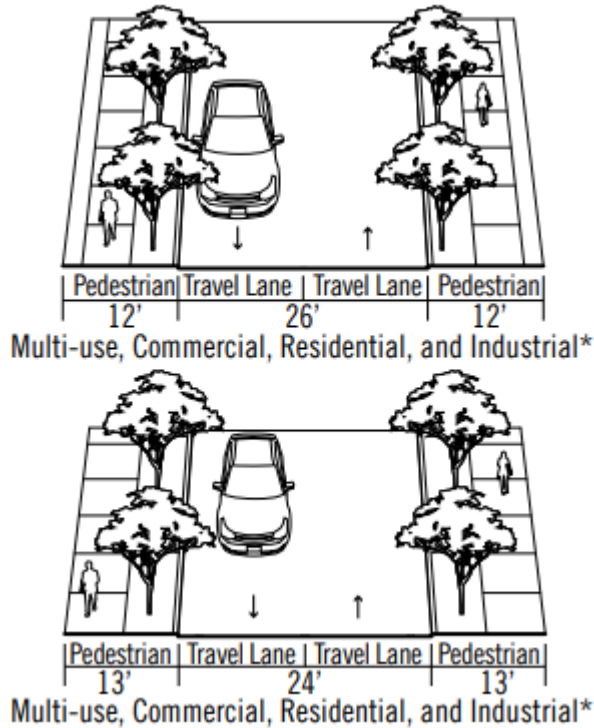 Pedestrian Travel Lane Travel Lane Pedestrian
12' 26' 12'
Multi-use, Commercial, Residential, and Industrial*
Pedestrian Travel Lane Travel Lane Pedestrian
13' 24' 13'
Multi-use, Commercial, Residential, and Industrial*